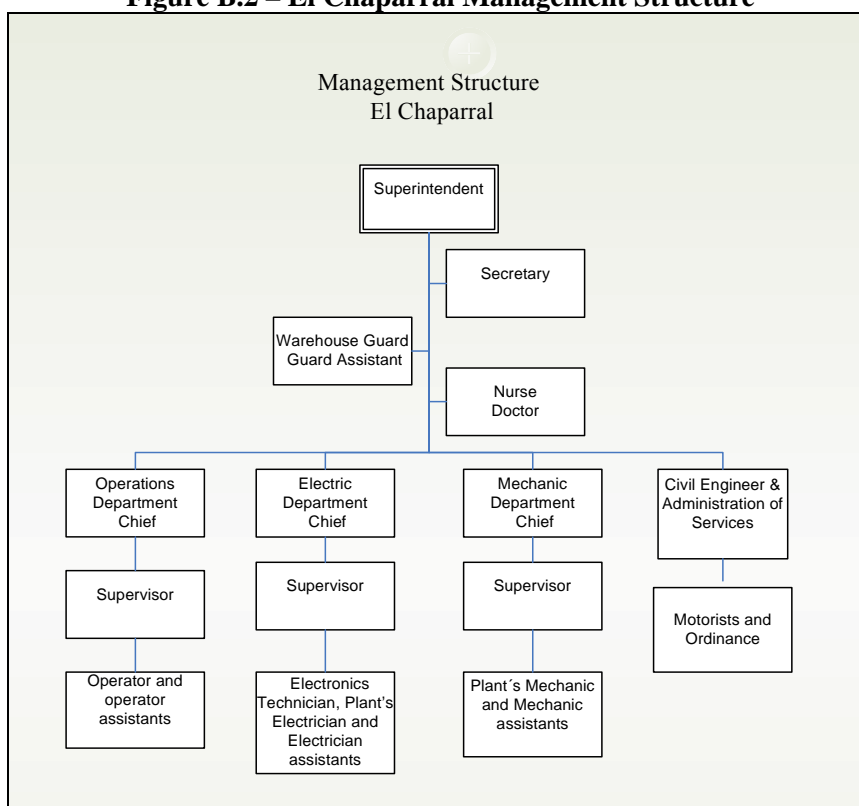 Figure B.2 – El Chaparral Management Structure
Management Structure
El Chaparral
Superintendent
Secretary
Warehouse Guard
Guard Assistant
Nurse
Doctor
Operations
Department
Chief
Electric
Department
Chief
Mechanic
Department
Chief
Civil Engineer &
Administration of
Services
Supervisor
Supervisor
Supervisor
Motorists and
Ordinance
Operator and
operator
assistants
Electronics
Technician, Plant's
Electrician and
Electrician
assistants
Plant´s Mechanic
and Mechanic
assistants